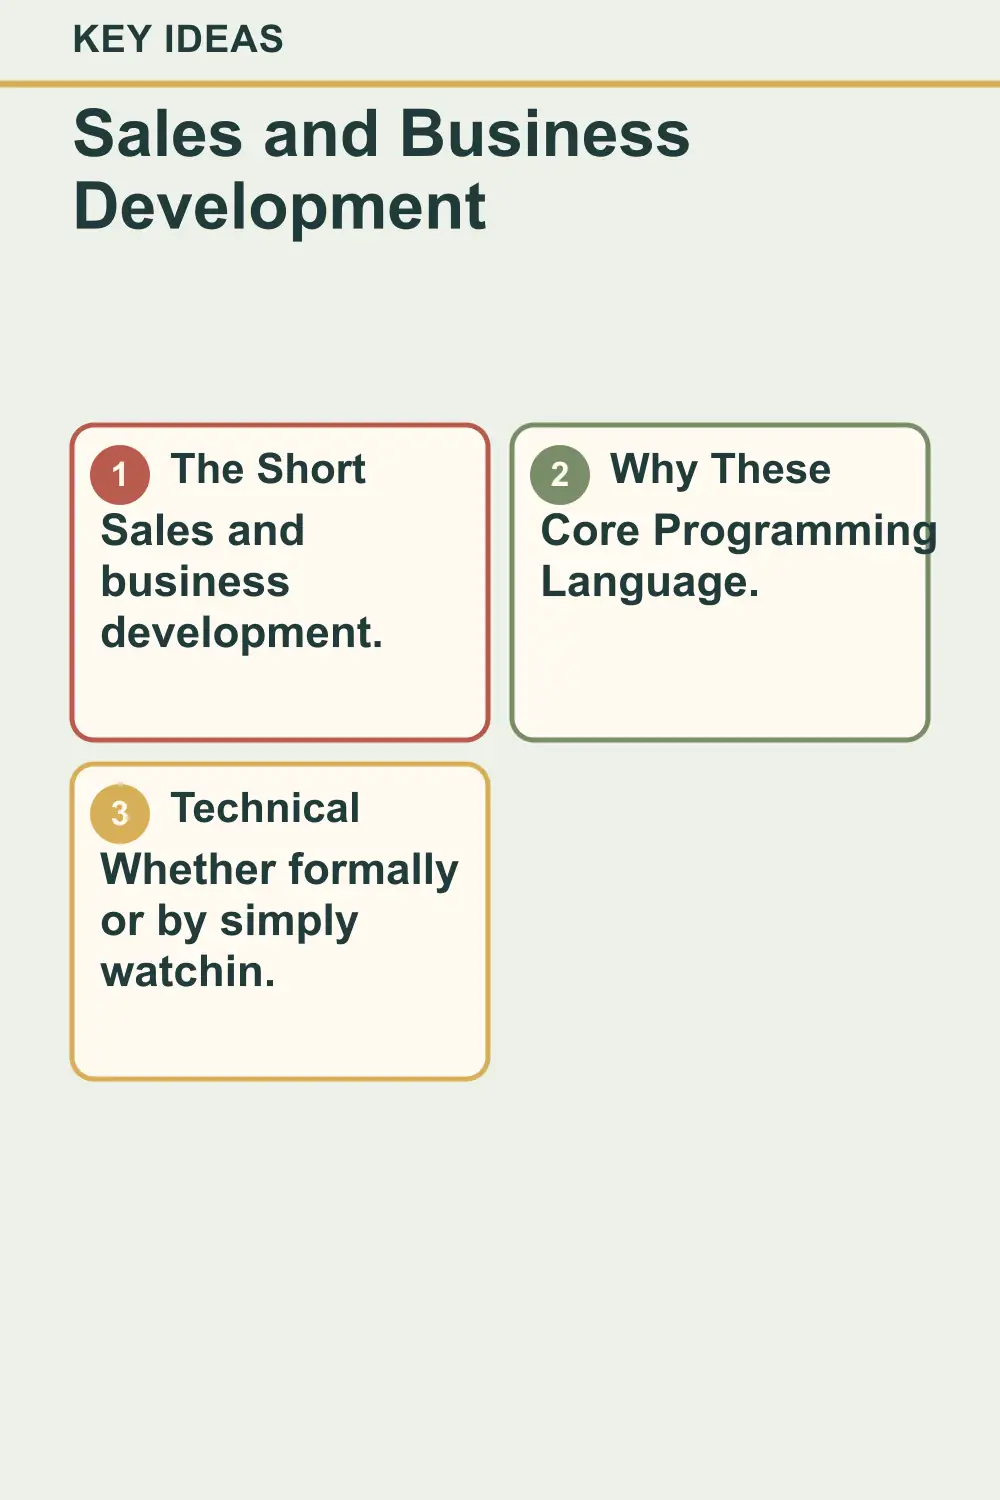 KEY IDEAS
Sales and Business
Development
1 The Short
Sales and
business
development.
2 Why These
Core Programming
Language.
3 Technical
Whether formally
or by simply
watchin.